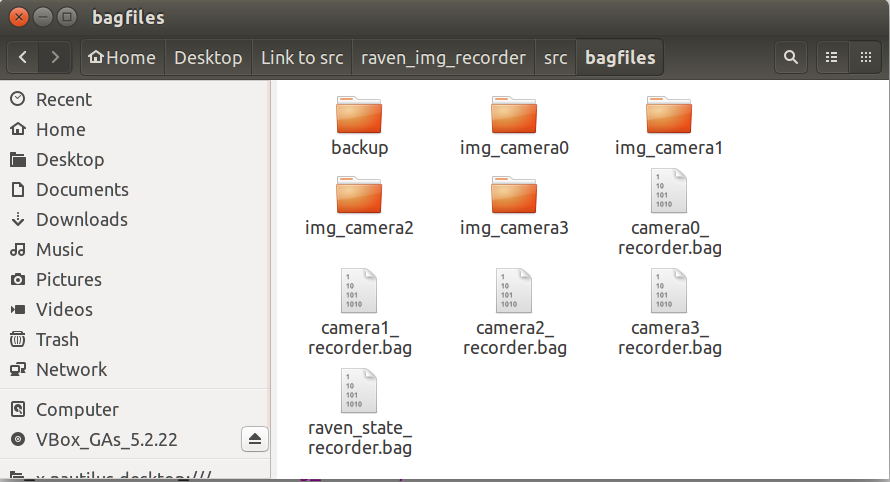 bagfiles
Home Desktop Link to src raven_img_recorder src bagfiles
Recent
Home
Desktop
Documents
Downloads
Music
Pictures
Videos
Trash
Network
Computer
VBox_GAs_5.2.22
backup img_camera0 img_camera1
img_camera2 img_camera3 camera0_
recorder.bag
camera1_ camera2_ camera3_
recorder.bag recorder.bag recorder.bag
raven_state_
recorder.bag